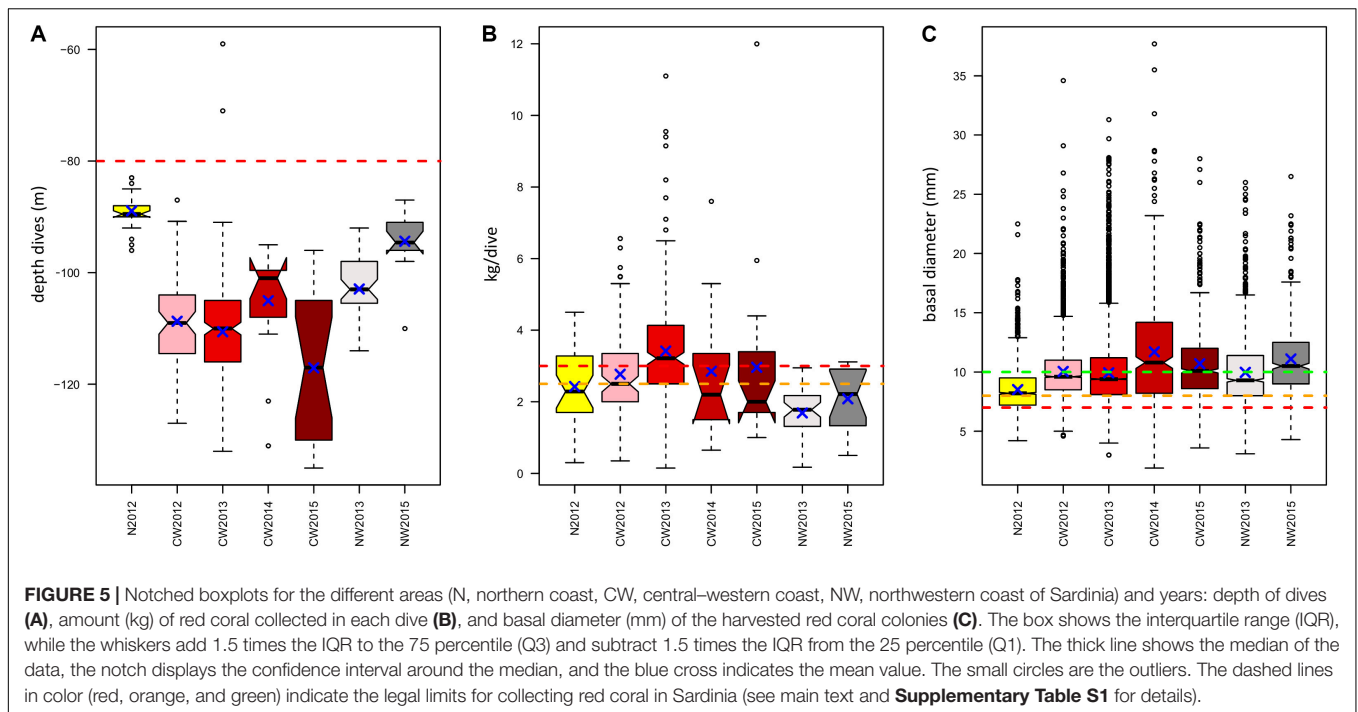 A
B
C
depth dives (m)
-60
-80
-100
-120
N2012
CW2012
CW2013
CW2014
CW2015
NW2013
NW2015
kg/dive
12
10
8
6
4
2
0
N2012
CW2012
CW2013
CW2014
CW2015
NW2013
NW2015
basal diameter (mm)
35
30
25
20
15
10
5
N2012
CW2012
CW2013
CW2014
CW2015
NW2013
NW2015
FIGURE 5 | Notched boxplots for the different areas (N, northern coast, CW, central–western coast, NW, northwestern coast of Sardinia) and years: depth of dives
(A), amount (kg) of red coral collected in each dive (B), and basal diameter (mm) of the harvested red coral colonies (C). The box shows the interquartile range (IQR),
while the whiskers add 1.5 times the IQR to the 75 percentile (Q3) and subtract 1.5 times the IQR from the 25 percentile (Q1). The thick line shows the median of the
data, the notch displays the confidence interval around the median, and the blue cross indicates the mean value. The small circles are the outliers. The dashed lines
in color (red, orange, and green) indicate the legal limits for collecting red coral in Sardinia (see main text and Supplementary Table S1 for details).